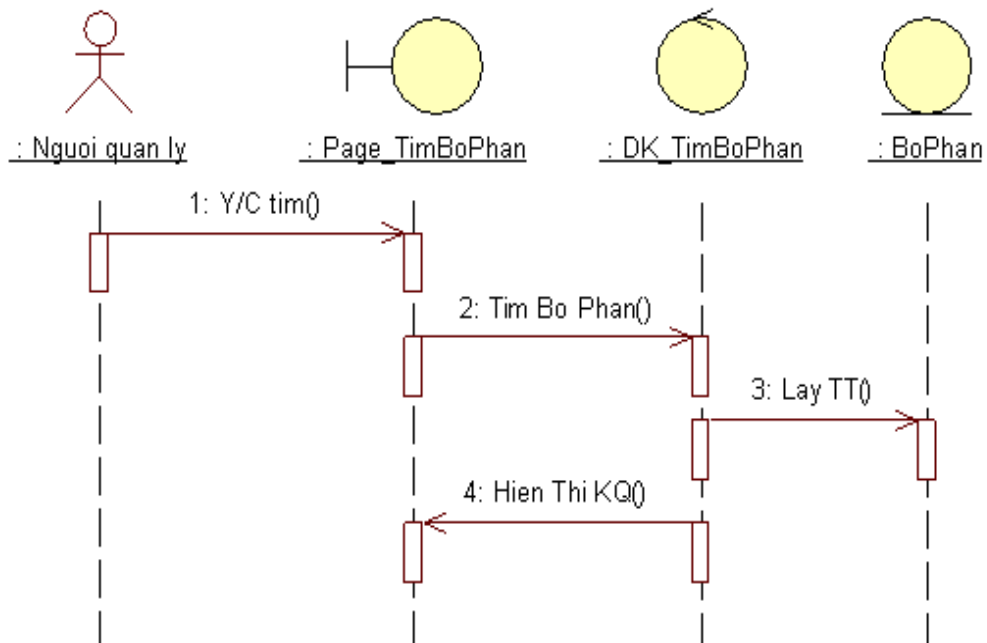 : Nguoi quan ly
: Page_TimBoPhan
: DK_TimBoPhan
: BoPhan
1: Y/C tim()
2: Tim Bo Phan()
3: Lay TT()
4: Hien Thi KQ()